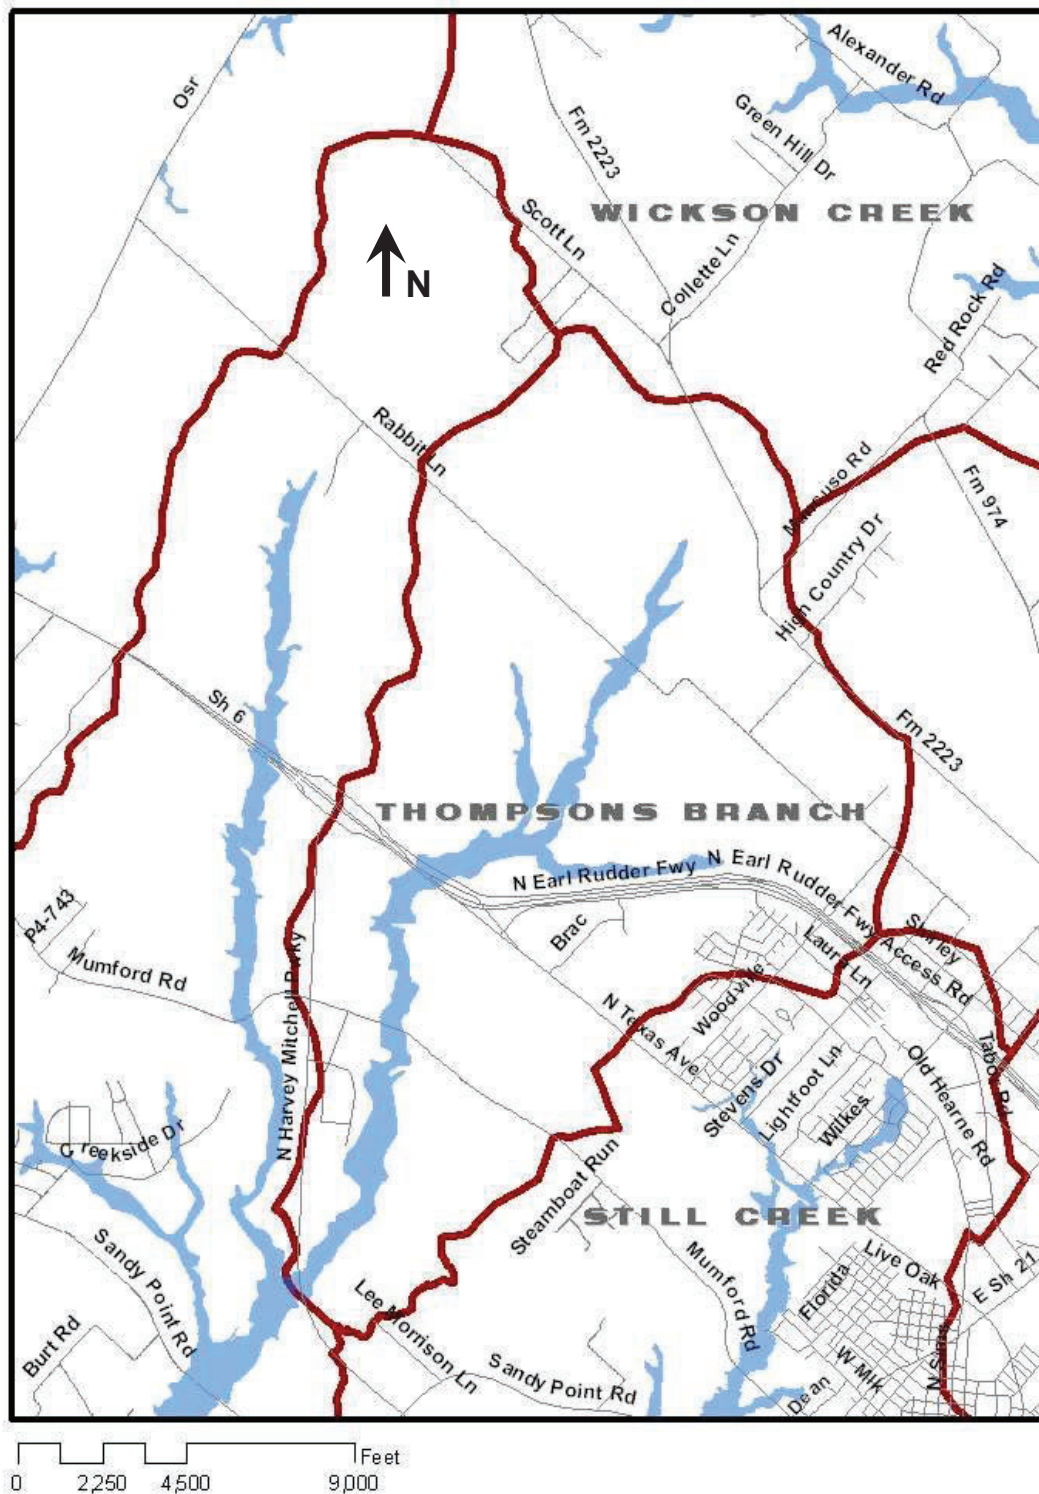 Osr
Alexander Rd
Green Hill Dr
Fm 2223
WICKSON CREEK
Scott Ln
Collette Ln
N
Red Rock Rd
Rabbit Ln
Fm 974
High Country Dr
Sh 6
Fm 2223
THOMPSONS BRANCH
N Earl Rudder Fwy
N Earl Rudder Fwy Access Rd
P4-743
Brac
Shirley
Laura Ln
Mumford Rd
Woodville
N Texas Ave
N Harvey Mitchell Pwky
Tabor Rd
Old Hearne Rd
Stevens Dr
Lightfoot Ln
Wilkes
Creekside Dr
Steamboat Run
STILL CREEK
Sandy Point Rd
Mumford Rd
Live Oak
E Sh 21
Florida
Burt Rd
Lee Morrison Ln
Sandy Point Rd
W Mlk
Dean
0 2,250 4,500 9,000
Feet